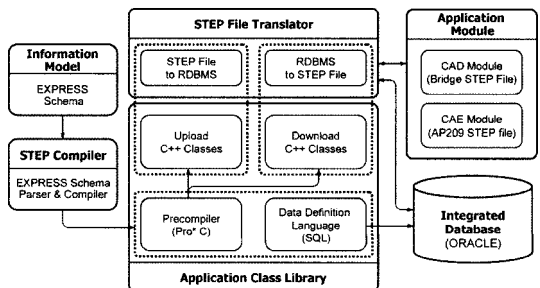 STEP File Translator
Application
Module
Information
Model
EXPRESS
Schema
STEP File
to RDBMS
RDBMS
to STEP File
CAD Module
(Bridge STEP File)
CAE Module
(AP209 STEP file)
STEP Compiler
EXPRESS Schema
Parser & Compiler
Upload
C++ Classes
Download
C++ Classes
Precompiler
(Pro* C)
Data Definition
Language
(SQL)
Integrated
Database
(ORACLE)
Application Class Library